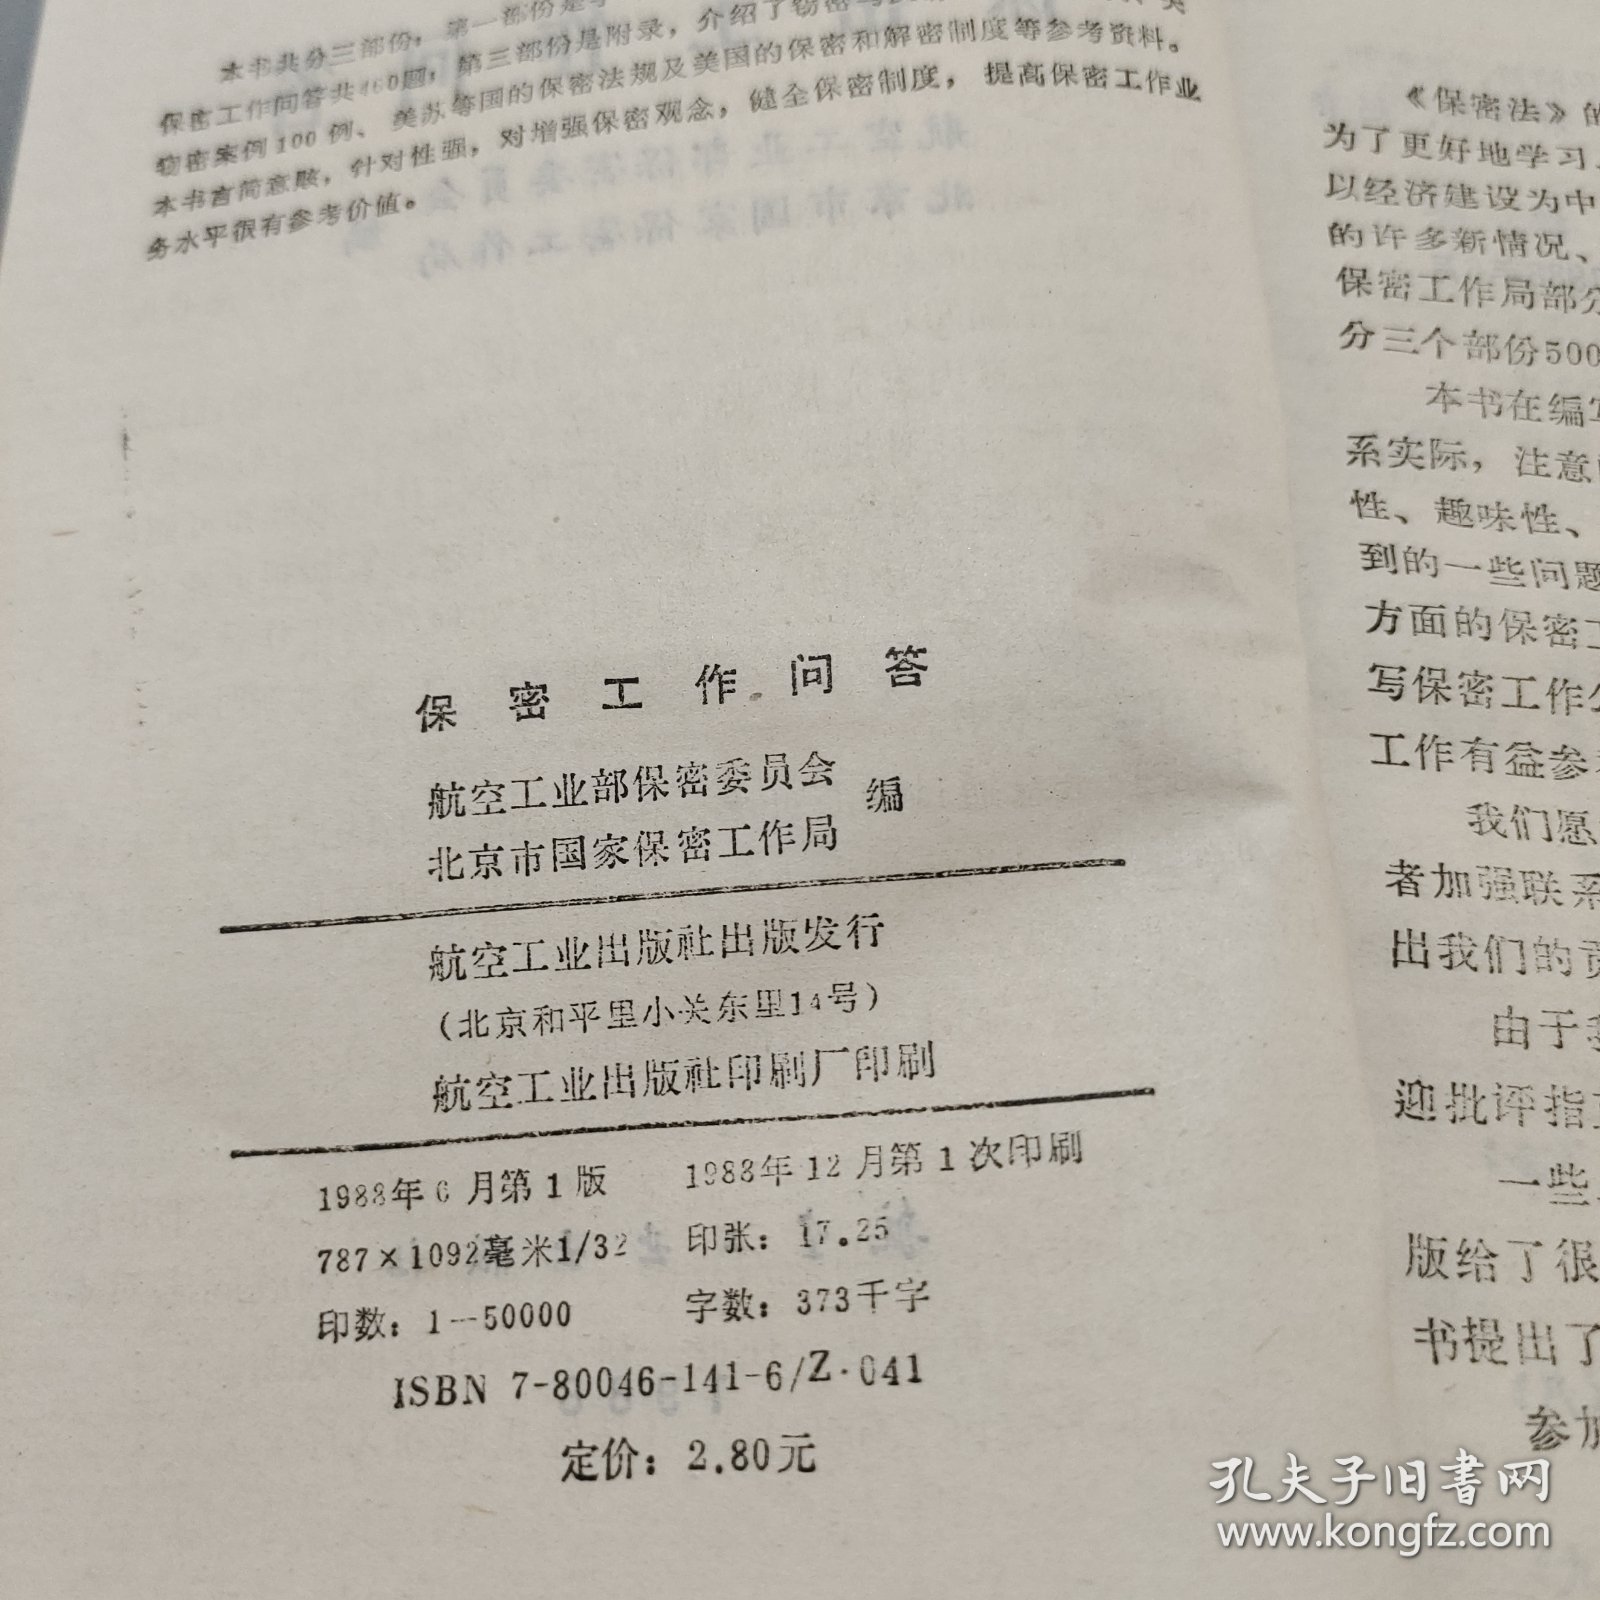 本书共分三部份：第一部份是
保密工作问答共460题；第三部份是附录，介绍了窃密与
窃密案例100例、美苏等国的保密法规及美国的保密和解密制度等参考资料。
本书言简意赅，针对性强，对增强保密观念，健全保密制度，提高保密工作业
务水平很有参考价值。
保密工作问答
航空工业部保密委员会
北京市国家保密工作局
编
航空工业出版社出版发行
（北京和平里小关东里14号）
航空工业出版社印刷厂印刷
1988年6月第1版 1988年12月第1次印刷
787×1092毫米1/32 印张：17.25
印数：1—50000 字数：373千字
ISBN 7-80046-141-6/Z·041
定价：2.80元
《保密法》的
为了更好地学习
以经济建设为中
的许多新情况、
保密工作局部分
分三个部份500
本书在编写
系实际，注意
性、趣味性、
到的一些问题
方面的保密工
写保密工作公
工作有益参考
我们愿
者加强联系
出我们的贡
由于我
迎批评指正
一些
版给了很
书提出了
参加
孔夫子旧书网
www.kongfz.com